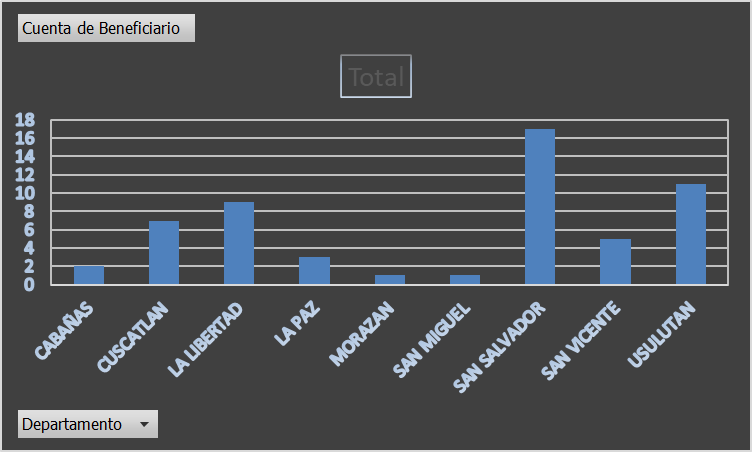 Cuenta de Beneficiario
Total
18
16
14
12
10
8
6
4
2
0
CABAÑAS
CUSCATLAN
LA LIBERTAD
LA PAZ
MORAZAN
SAN MIGUEL
SAN SALVADOR
SAN VICENTE
USULUTAN
Departamento